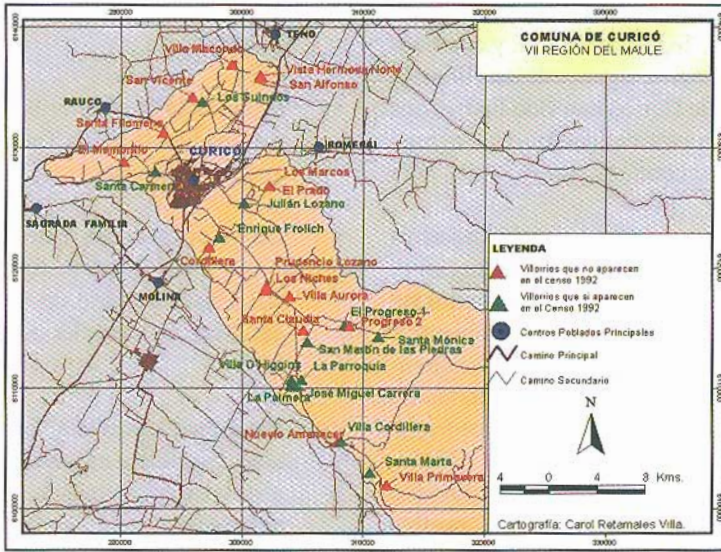 COMUNA DE CURICÓ
VII REGIÓN DEL MAULE
TENO
Villa Macondo
Vista Hermosa Norte
San Alfonso
San Vicente
Los Guindos
RAUCO
Santa Filomena
CURICÓ
ROMERAL
El Membrillo
Santa Carmen
Los Marcos
El Prado
Julián Lozano
SAGRADA FAMILIA
Enrique Frolich
Cordillera
Prudencio Lozano
Los Niches
MOLINA
Villa Aurora
El Progreso 1
Progreso 2
Santa Claudia
Santa Mónica
San Martín de las Piedras
Villa O'Higgins
La Parroquia
José Miguel Carrera
La Palmera
Nuevo Amanecer
Villa Cordillera
Santa Marta
Villa Primavera
LEYENDA
Villorrios que no aparecen
en el censo 1992
Villorrios que si aparecen
en el censo 1992
Centros Poblados Principales
Camino Principal
Camino Secundario
N
4 0 4 8 Kms.
Cartografía: Carol Retamales Villa.